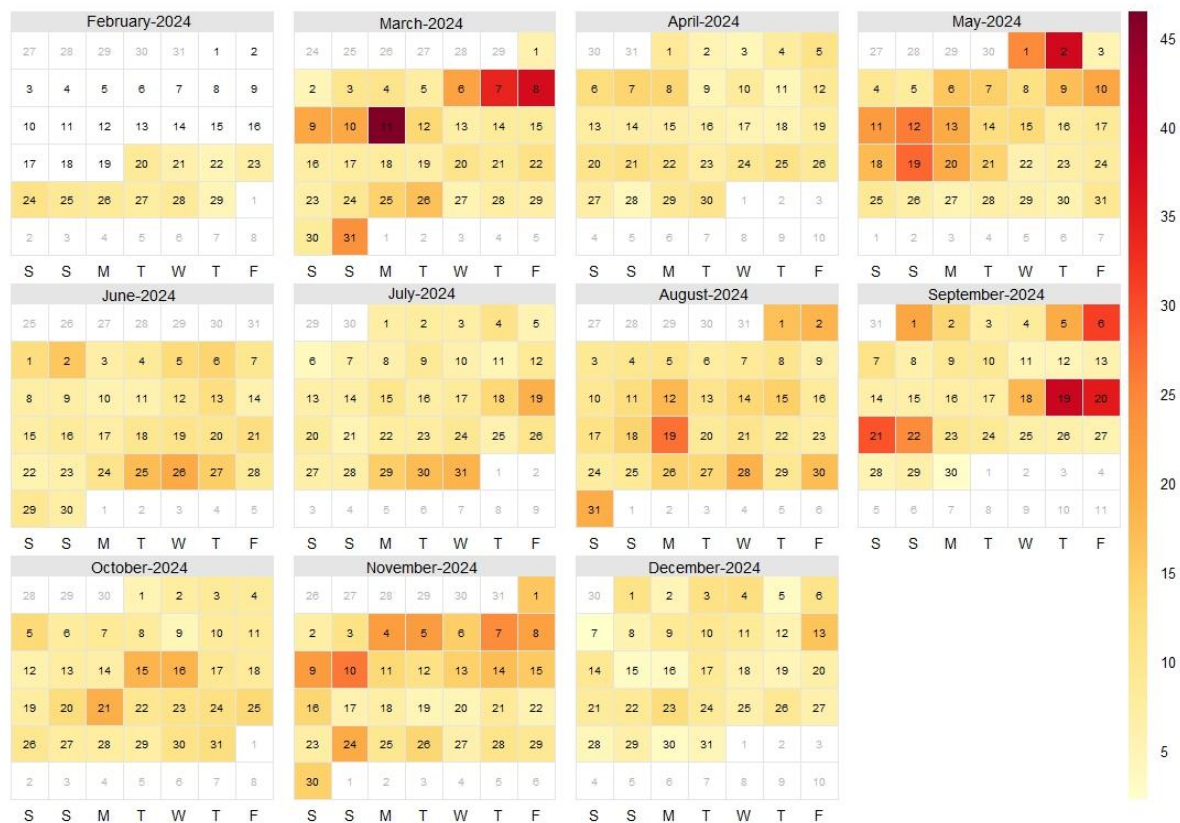 February-2024
27 28 29 30 31 1 2
3 4 5 6 7 8 9
10 11 12 13 14 15 16
17 18 19 20 21 22 23
24 25 26 27 28 29 1
2 3 4 5 6 7 8
S S M T W T F
March-2024
24 25 26 27 28 29 1
2 3 4 5 6 7 8
9 10 11 12 13 14 15
16 17 18 19 20 21 22
23 24 25 26 27 28 29
30 31 1 2 3 4 5
S S M T W T F
April-2024
30 31 1 2 3 4 5
6 7 8 9 10 11 12
13 14 15 16 17 18 19
20 21 22 23 24 25 26
27 28 29 30 1 2 3
4 5 6 7 8 9 10
S S M T W T F
May-2024
27 28 29 30 1 2 3
4 5 6 7 8 9 10
11 12 13 14 15 16 17
18 19 20 21 22 23 24
25 26 27 28 29 30 31
1 2 3 4 5 6 7
S S M T W T F
June-2024
25 26 27 28 29 30 31
1 2 3 4 5 6 7
8 9 10 11 12 13 14
15 16 17 18 19 20 21
22 23 24 25 26 27 28
29 30 1 2 3 4 5
S S M T W T F
July-2024
29 30 1 2 3 4 5
6 7 8 9 10 11 12
13 14 15 16 17 18 19
20 21 22 23 24 25 26
27 28 29 30 31 1 2
3 4 5 6 7 8 9
S S M T W T F
August-2024
27 28 29 30 31 1 2
3 4 5 6 7 8 9
10 11 12 13 14 15 16
17 18 19 20 21 22 23
24 25 26 27 28 29 30
31 1 2 3 4 5 6
S S M T W T F
September-2024
31 1 2 3 4 5 6
7 8 9 10 11 12 13
14 15 16 17 18 19 20
21 22 23 24 25 26 27
28 29 30 1 2 3 4
5 6 7 8 9 10 11
S S M T W T F
October-2024
28 29 30 1 2 3 4
5 6 7 8 9 10 11
12 13 14 15 16 17 18
19 20 21 22 23 24 25
26 27 28 29 30 31 1
2 3 4 5 6 7 8
S S M T W T F
November-2024
26 27 28 29 30 31 1
2 3 4 5 6 7 8
9 10 11 12 13 14 15
16 17 18 19 20 21 22
23 24 25 26 27 28 29
30 1 2 3 4 5 6
S S M T W T F
December-2024
30 1 2 3 4 5 6
7 8 9 10 11 12 13
14 15 16 17 18 19 20
21 22 23 24 25 26 27
28 29 30 31 1 2 3
4 5 6 7 8 9 10
S S M T W T F
45
40
35
30
25
20
15
10
5